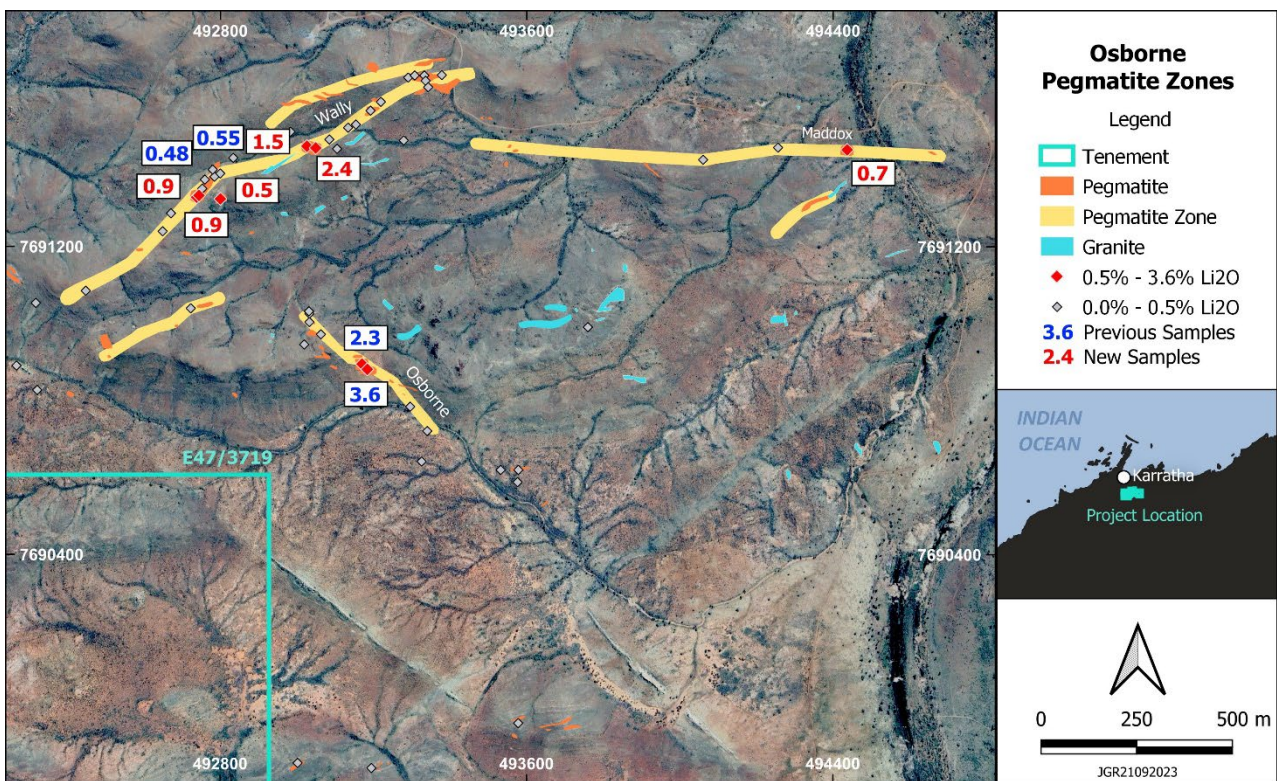 492800
493600
494400
Wally
Maddox
0.55
1.5
0.48
2.4
0.7
0.9
0.5
0.9
7691200
7691200
2.3
Osborne
3.6
E47/3719
7690400
7690400
492800
493600
494400
Osborne
Pegmatite Zones
Legend
Tenement
Pegmatite
Pegmatite Zone
Granite
0.5% - 3.6% Li2O
0.0% - 0.5% Li2O
3.6 Previous Samples
2.4 New Samples
INDIAN
OCEAN
Karratha
Project Location
0 250 500 m
JGR21092023